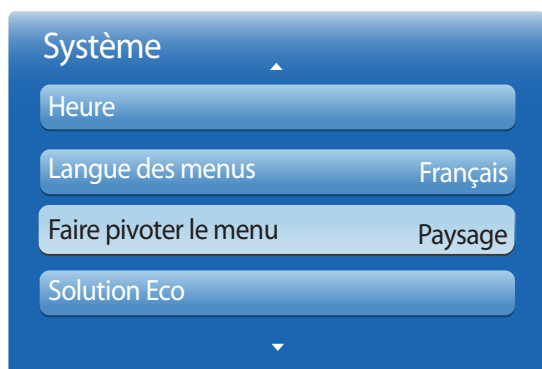 Système
Heure
Langue des menus Français
Faire pivoter le menu Paysage
Solution Eco